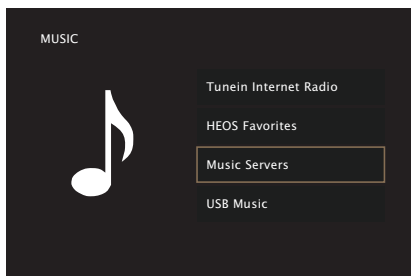 MUSIC
Tunein Internet Radio
HEOS Favorites
Music Servers
USB Music